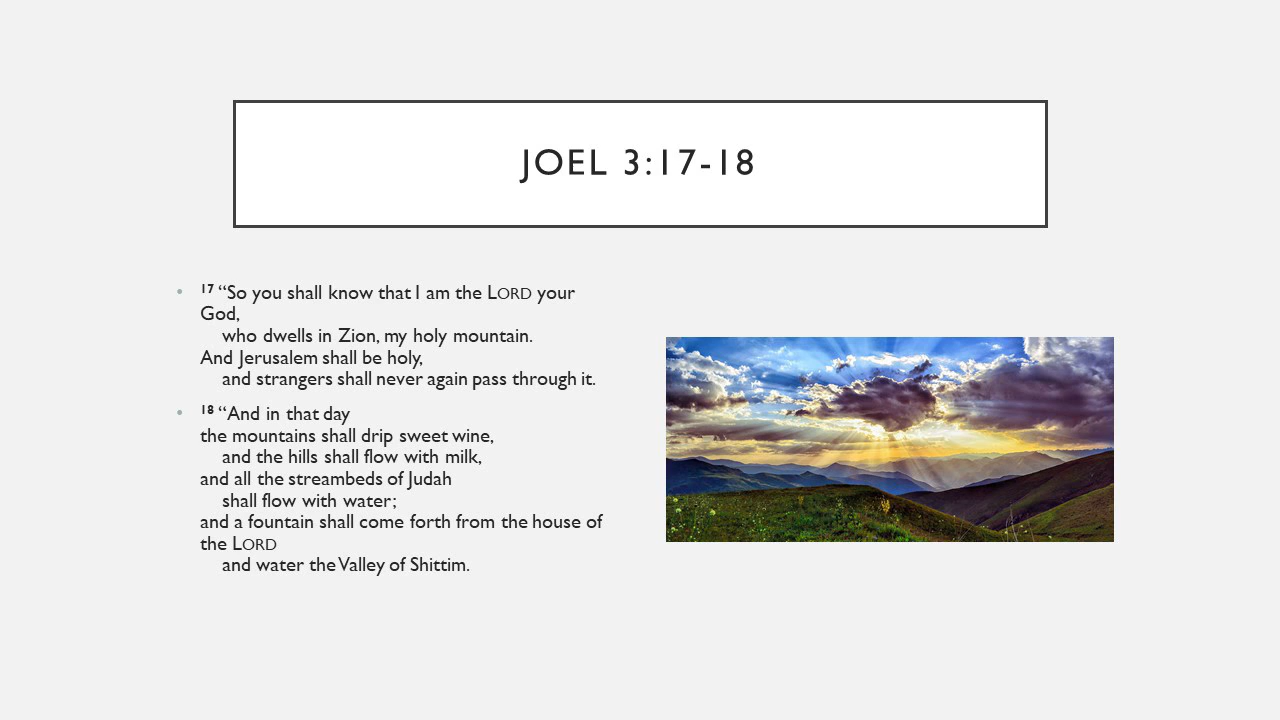 JOEL 3:17-18
• 17 “So you shall know that I am the LORD your
God,
who dwells in Zion, my holy mountain.
And Jerusalem shall be holy,
and strangers shall never again pass through it.
• 18 “And in that day
the mountains shall drip sweet wine,
and the hills shall flow with milk,
and all the streambeds of Judah
shall flow with water;
and a fountain shall come forth from the house of
the LORD
and water the Valley of Shittim.